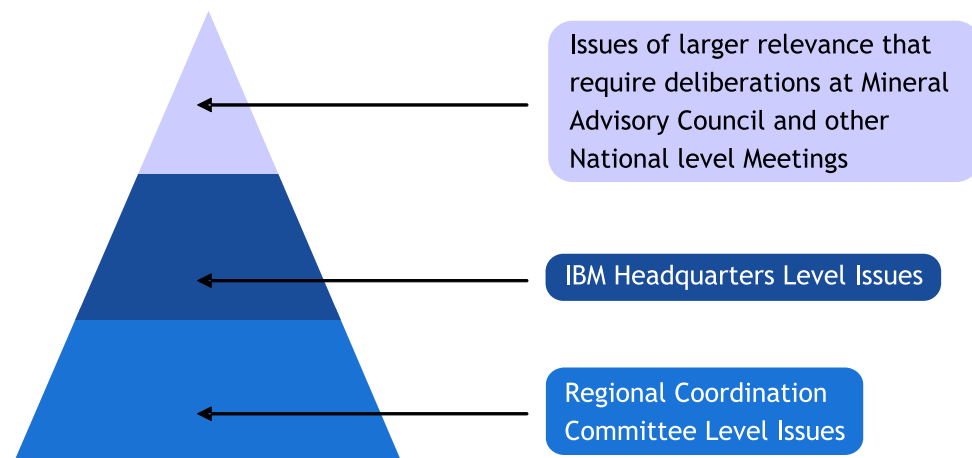 Issues of larger relevance that
require deliberations at Mineral
Advisory Council and other
National level Meetings
IBM Headquarters Level Issues
Regional Coordination
Committee Level Issues